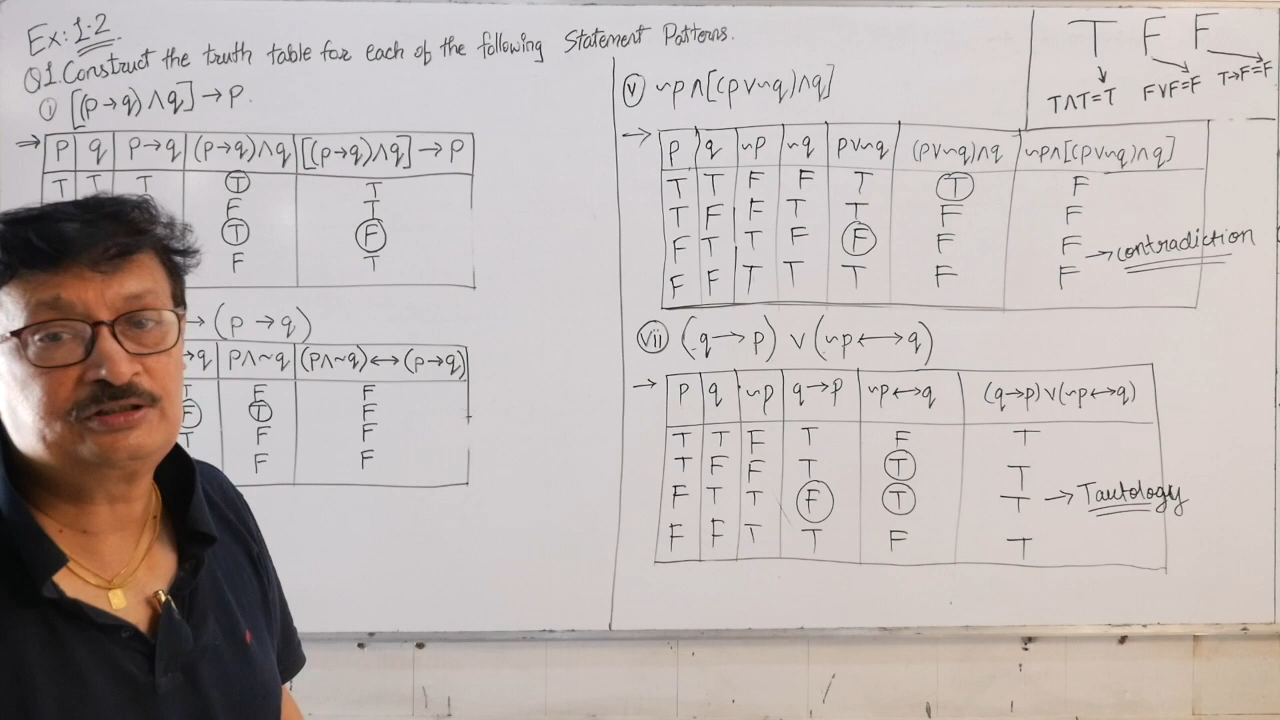 Ex: 1.2
Q1. Construct the truth table for each of the following Statement Patterns.
i) [(p→q)∧q]→p.
⇒ p q p→q (p→q)∧q [(p→q)∧q]→p
T T T T T
F T
T F
F T
→(p→q)
→q p∧~q (p∧~q)↔(p→q)
T F F
F T F
T F F
F F
T F F
T∧T=T F∨F=F T→F=F
v) ~p∧[(p∨~q)∧q]
→ p q ~p ~q p∨~q (p∨~q)∧q ~p∧[(p∨~q)∧q]
T T F F T T F
T F F T T F F
F T T F F F F → contradiction
F F T T T F F
vii) (q→p)∨(~p↔q)
→ p q ~p q→p ~p↔q (q→p)∨(~p↔q)
T T F T F T
T F F T T T
F T T F T T → Tautology
F F T T F T